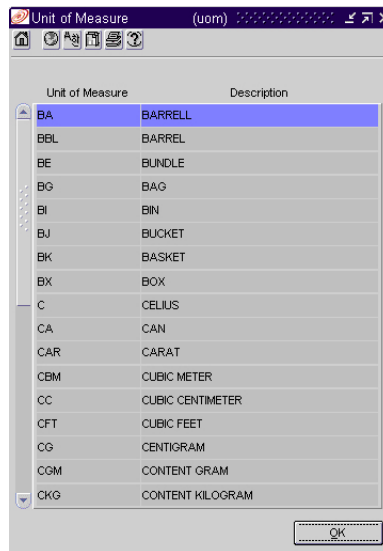 Unit of Measure (uom)
Unit of Measure Description
BA BARRELL
BBL BARREL
BE BUNDLE
BG BAG
BI BIN
BJ BUCKET
BK BASKET
BX BOX
C CELIUS
CA CAN
CAR CARAT
CBM CUBIC METER
CC CUBIC CENTIMETER
CFT CUBIC FEET
CG CENTIGRAM
CGM CONTENT GRAM
CKG CONTENT KILOGRAM
OK